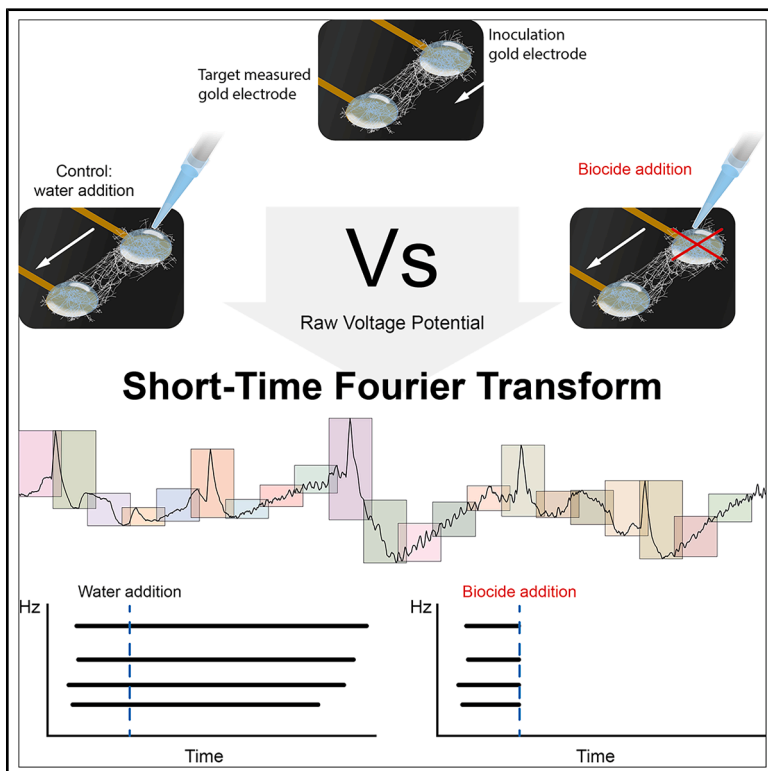 Inoculation
gold electrode
Target measured
gold electrode
Control:
water addition
Biocide addition
Vs
Raw Voltage Potential
Short-Time Fourier Transform
Water addition
Biocide addition
Hz
Hz
Time
Time